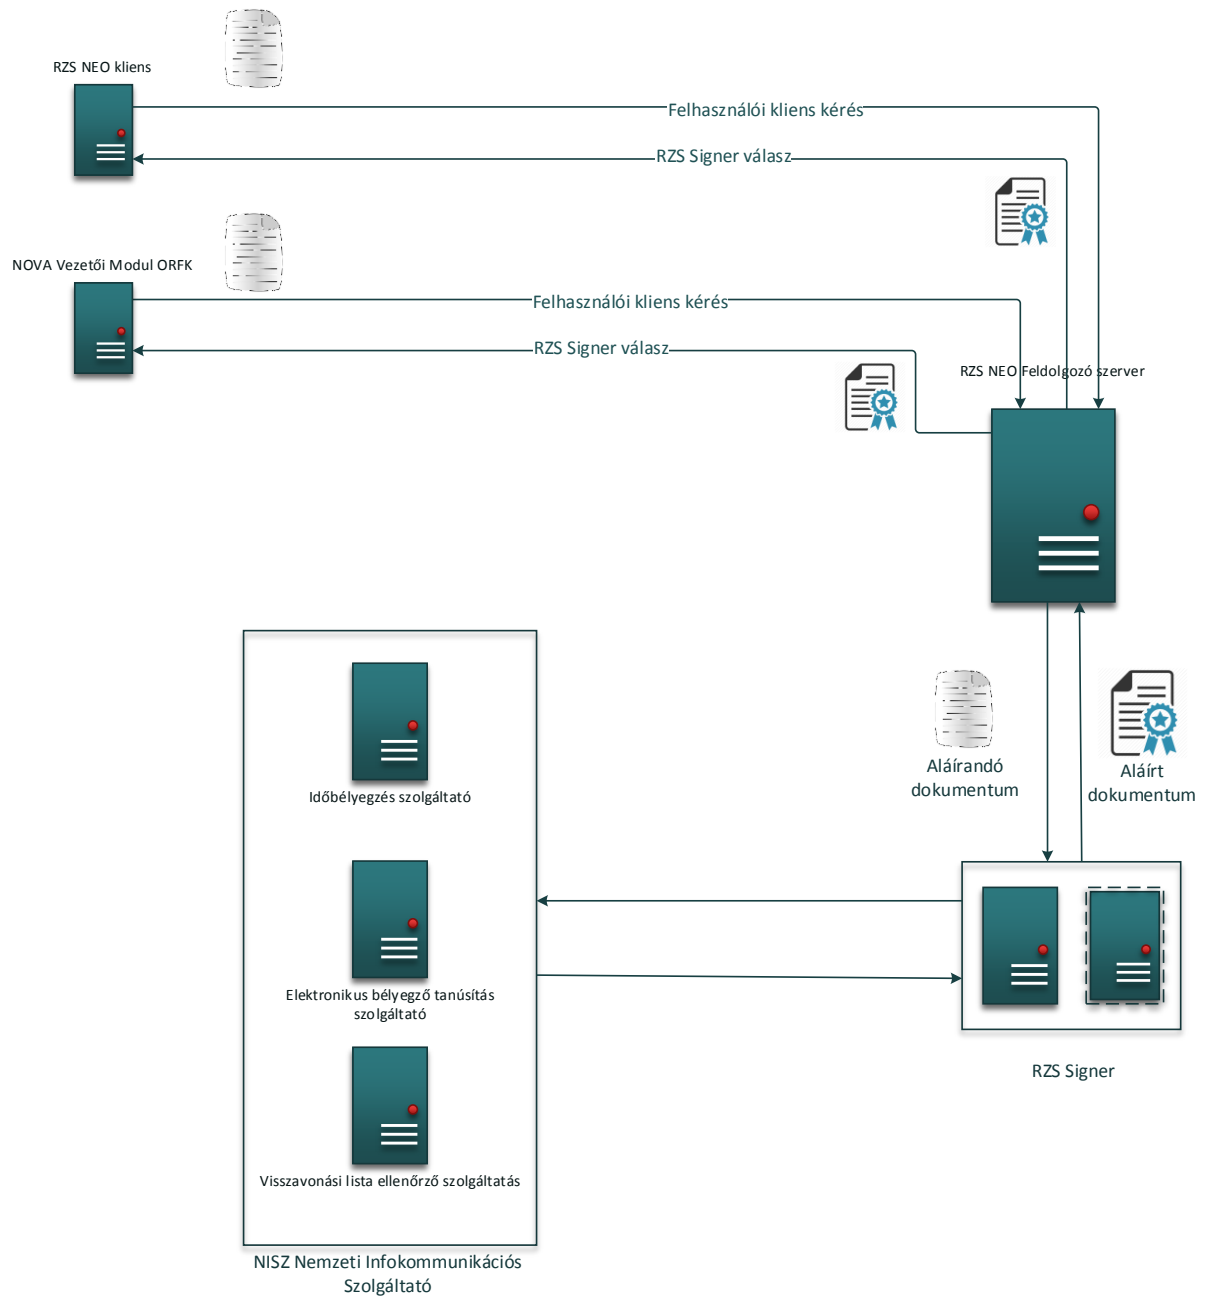 RZS NEO kliens
Felhasználói kliens kérés
RZS Signer válasz
NOVA Vezetői Modul ORFK
Felhasználói kliens kérés
RZS Signer válasz
RZS NEO Feldolgozó szerver
Aláírandó
dokumentum
Aláírt
dokumentum
Időbélyegzés szolgáltató
Elektronikus bélyegző tanúsítás
szolgáltató
RZS Signer
Visszavonási lista ellenőrző szolgáltatás
NISZ Nemzeti Infokommunikációs
Szolgáltató